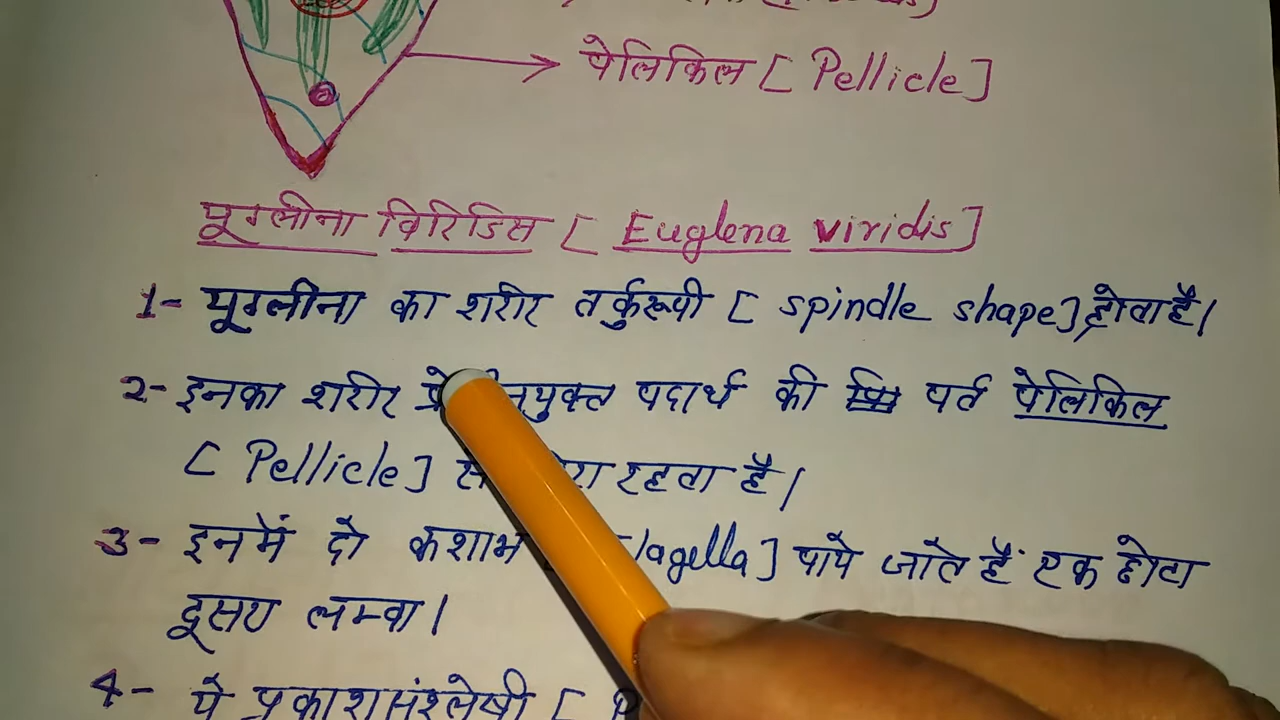 पेलिकिल [ Pellicle ]
यूग्लीना विरिडिस [ Euglena viridis ]
1- यूग्लीना का शरीर तर्कुरूपी [ spindle shape ] होता है।
2- इनका शरीर पदार्थ की पर्त पेलिकिल
[ Pellicle ] रहता है।
3- इनमें दो कशाभ पाये जाते हैं एक छोटा
दूसरा लम्वा।
4- ये प्रकाशसंश्लेषी [